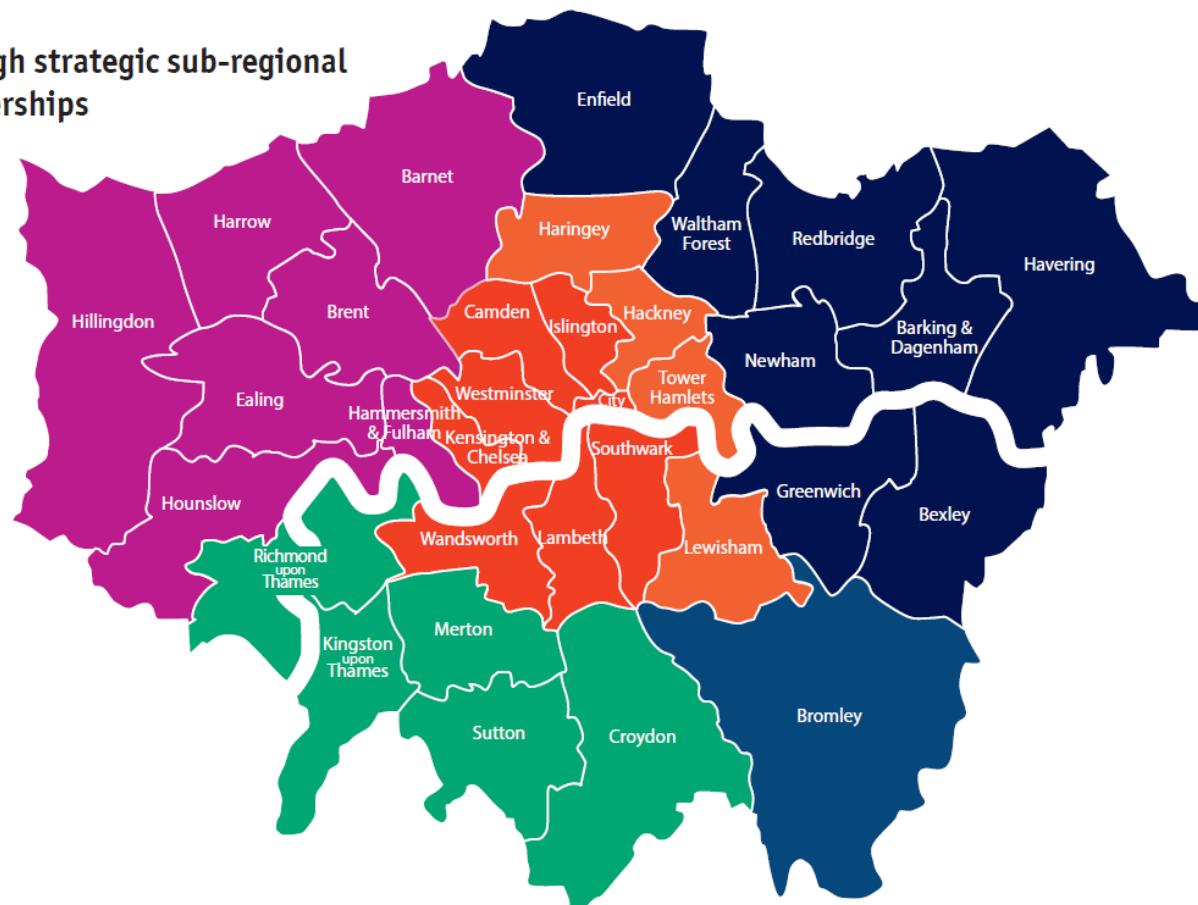 gh strategic sub-regional
erships
Enfield
Barnet
Harrow
Haringey
Waltham
Forest
Redbridge
Havering
Hillingdon
Brent
Camden
Islington
Hackney
Barking &
Dagenham
Newham
Ealing
Westminster
Tower
Hamlets
City
Hammersmith
& Fulham
Kensington &
Chelsea
Southwark
Hounslow
Greenwich
Bexley
Richmond
upon
Thames
Wandsworth
Lambeth
Lewisham
Merton
Kingston
upon
Thames
Sutton
Croydon
Bromley